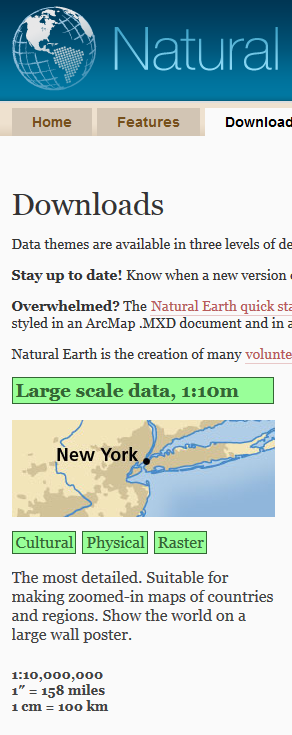 Natural
Home Features Download
Downloads
Data themes are available in three levels of de
Stay up to date! Know when a new version
Overwhelmed? The Natural Earth quick sta
styled in an ArcMap .MXD document and in a
Natural Earth is the creation of many volunte
Large scale data, 1:10m
New York
Cultural Physical Raster
The most detailed. Suitable for
making zoomed-in maps of countries
and regions. Show the world on a
large wall poster.
1:10,000,000
1″ = 158 miles
1 cm = 100 km